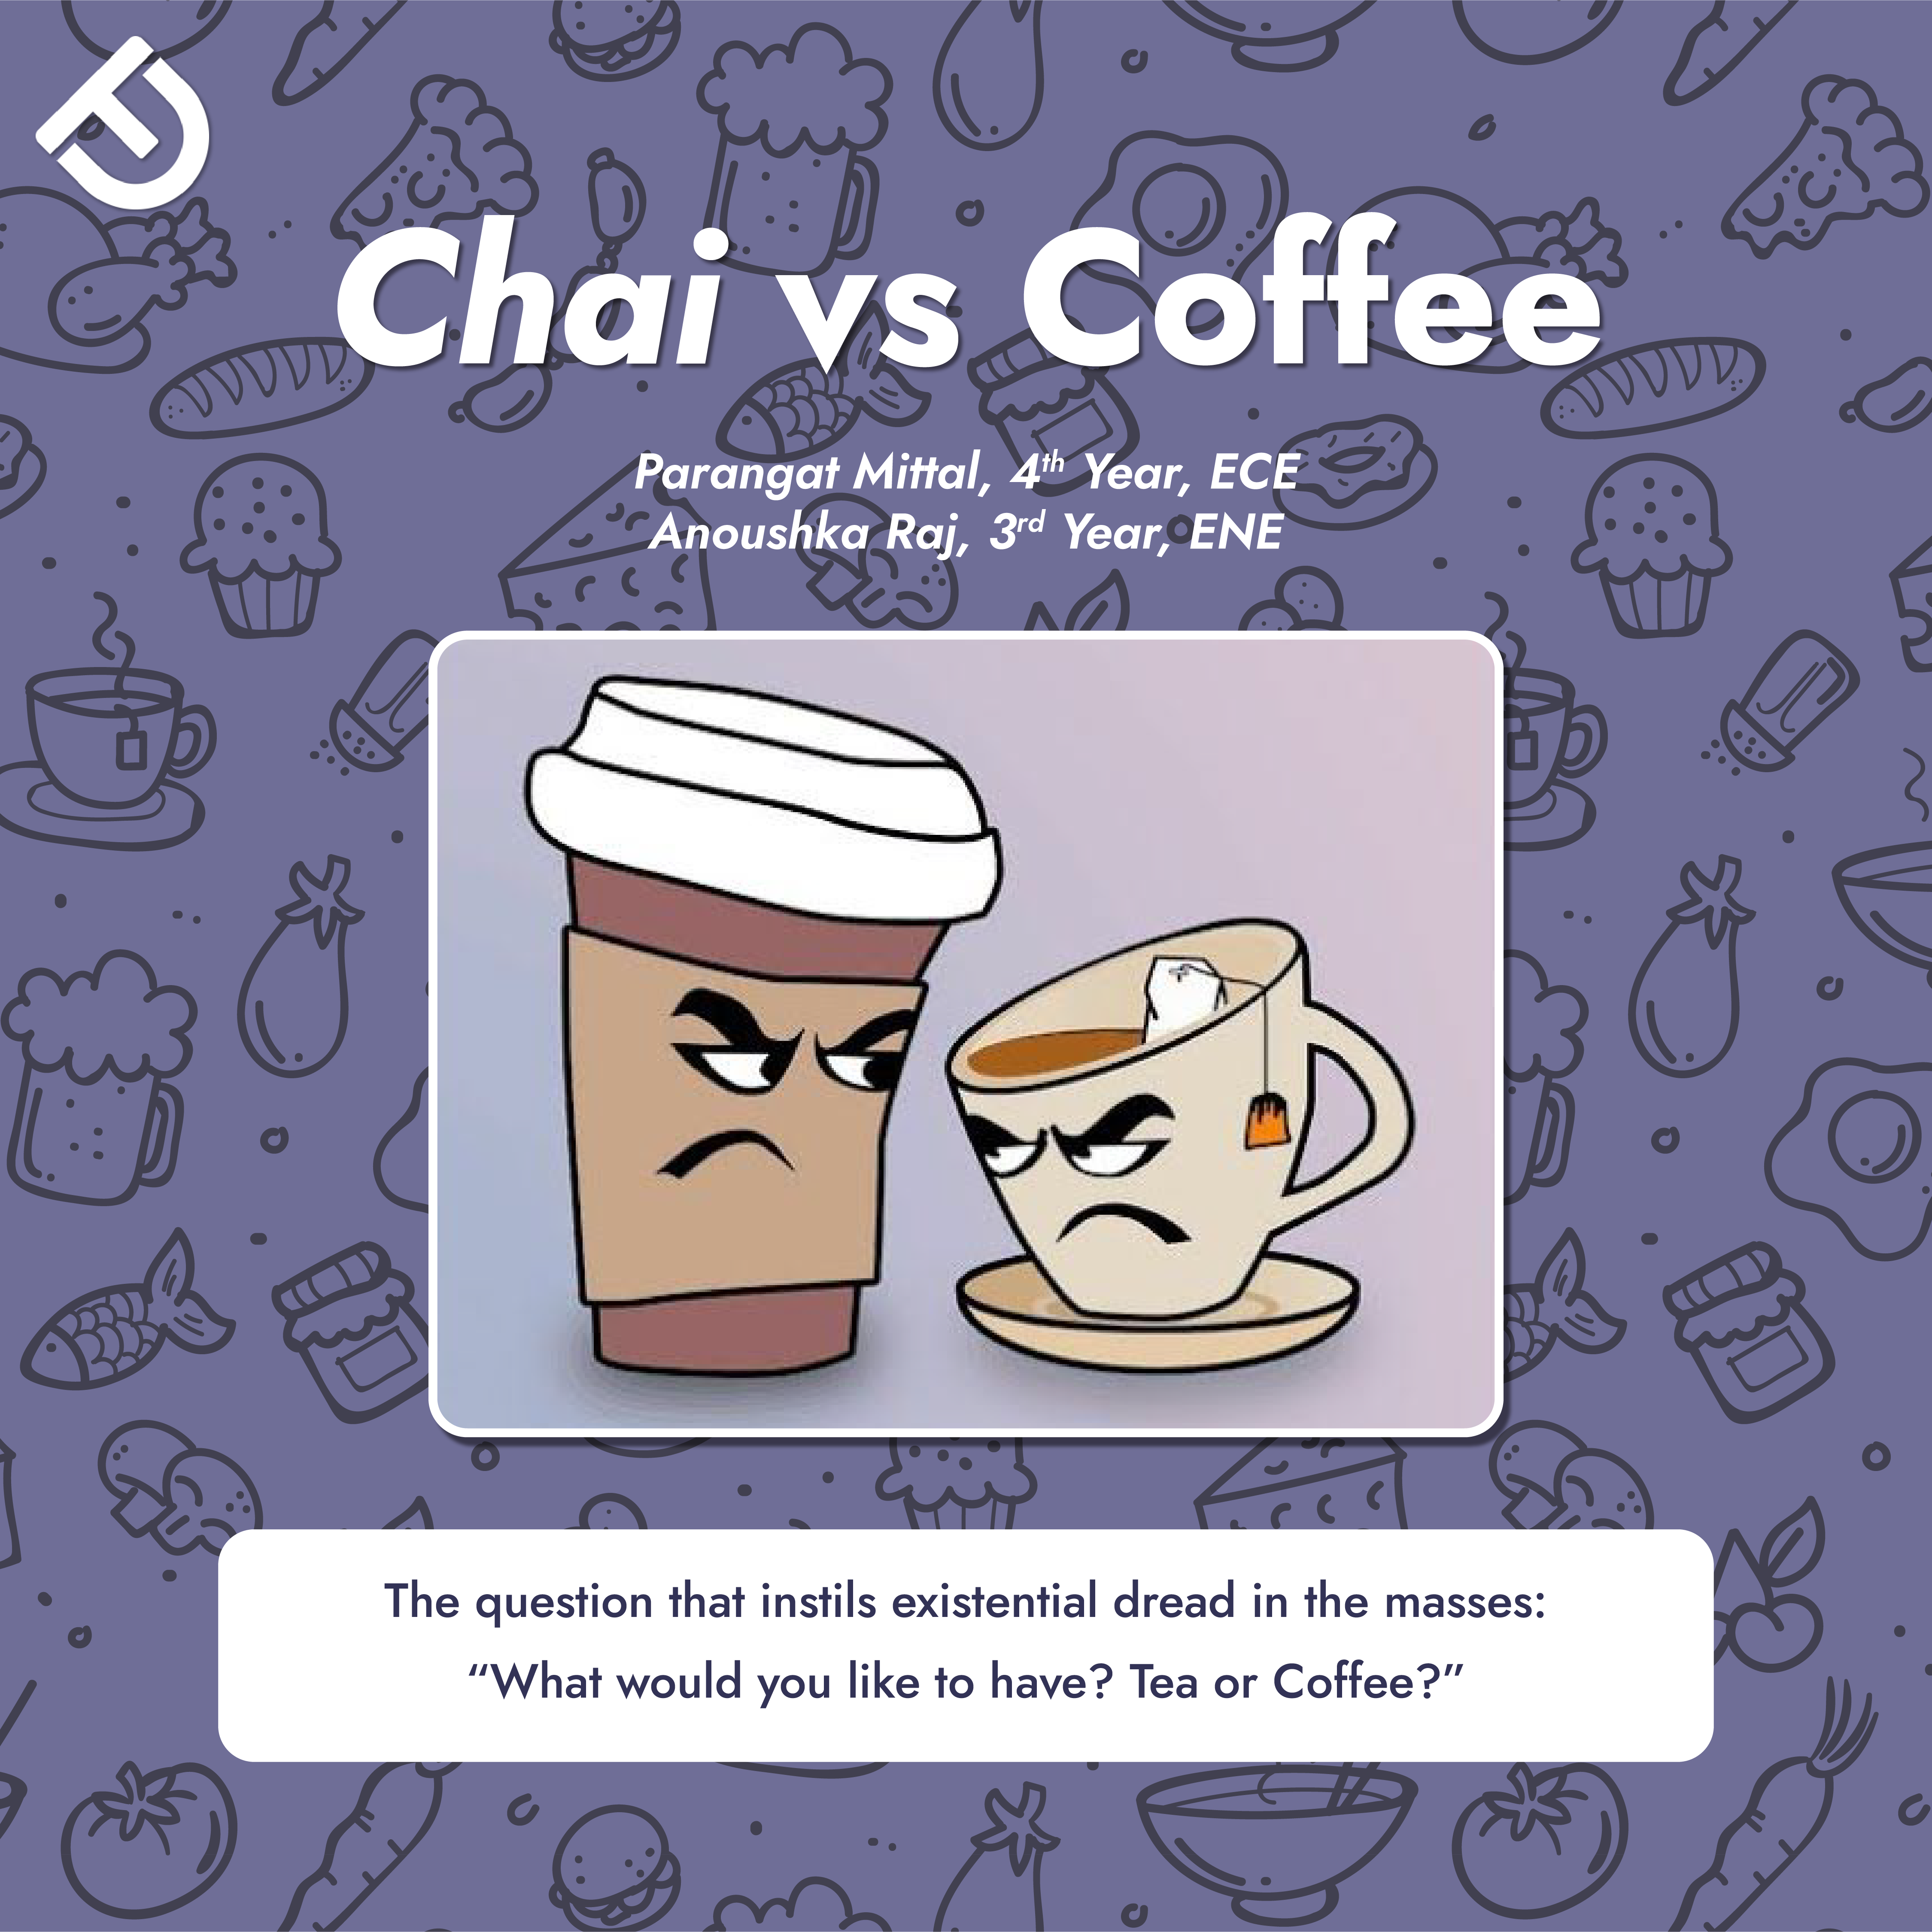 Chai vs Coffee
Parangat Mittal, 4th Year, ECE
Anoushka Raj, 3rd Year, ENE
The question that instils existential dread in the masses:
“What would you like to have? Tea or Coffee?”